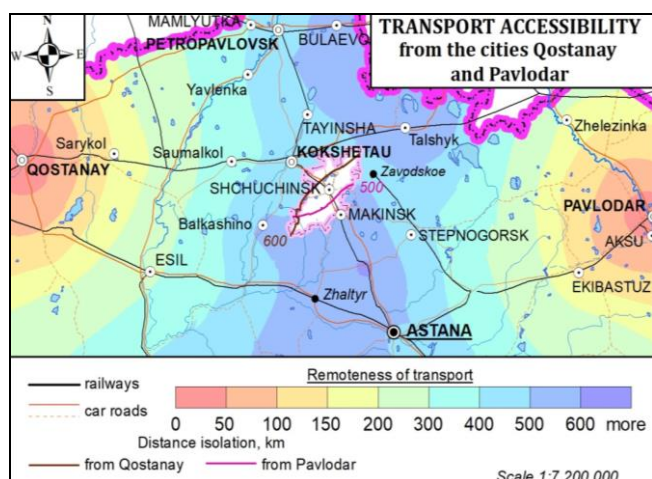 TRANSPORT ACCESSIBILITY
from the cities Qostanay
and Pavlodar
N
W E
S
MAMLYUTKA
PETROPAVLOVSK
BULAEVO
Yavlenka
TAYINSHA
Talshyk
Zhelezinka
Sarykol
Saumalkol
KOKSHETAU
QOSTANAY
Zavodskoe
SHCHUCHINSK
500
PAVLODAR
MAKINSK
Balkashino
600
STEPNOGORSK
AKSU
ESIL
EKIBASTUZ
Zhaltyr
ASTANA
railways
car roads
Remoteness of transport
0 50 100 150 200 300 400 500 600 more
Distance isolation, km
from Qostanay from Pavlodar
Scale 1:7 200 000